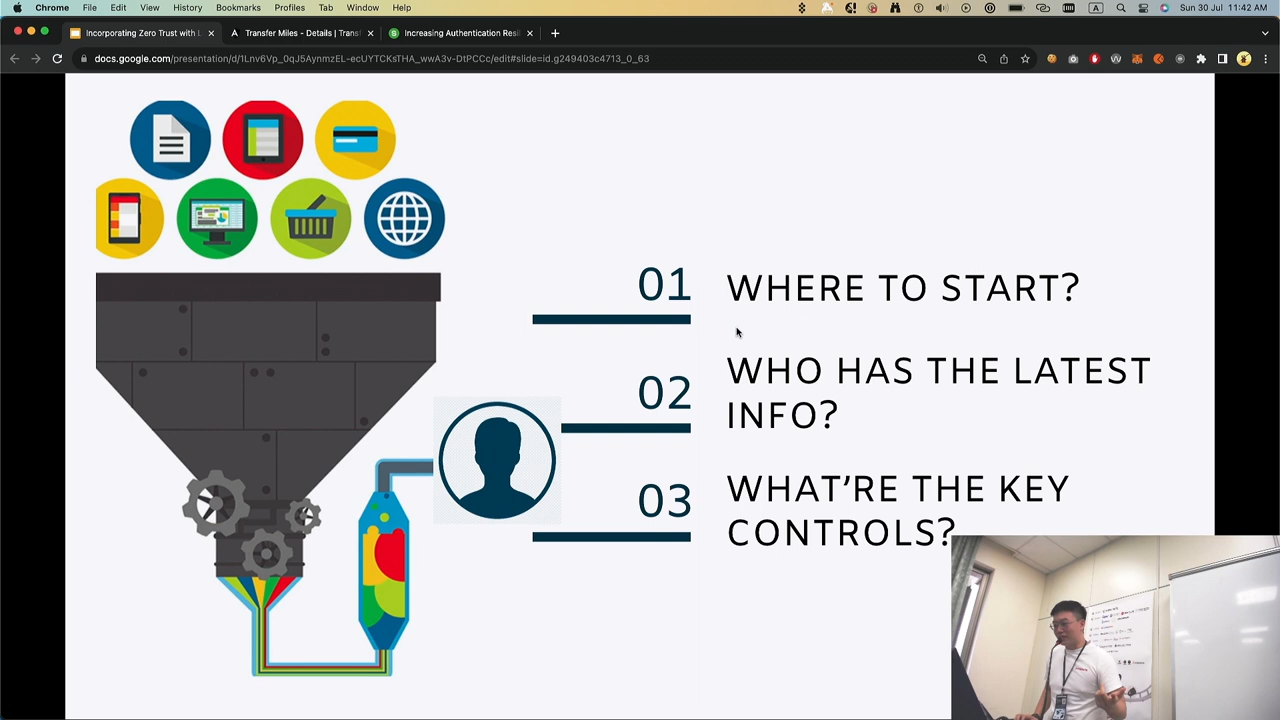 Chrome File Edit View History Bookmarks Profiles Tab Window Help
A
Sun 30 Jul 11:42 AM
Incorporating Zero Trust with L
Transfer Miles - Details | Transf
Increasing Authentication Resil
docs.google.com/presentation/d/1Lnv6Vp_0qJ5AynmzEL-ecUYTCKsTHA_wwA3v-DtPCCc/edit#slide=id.g249403c4713_0_63
01
WHERE TO START?
02
WHO HAS THE LATEST
INFO?
03
WHAT'RE THE KEY
CONTROLS?